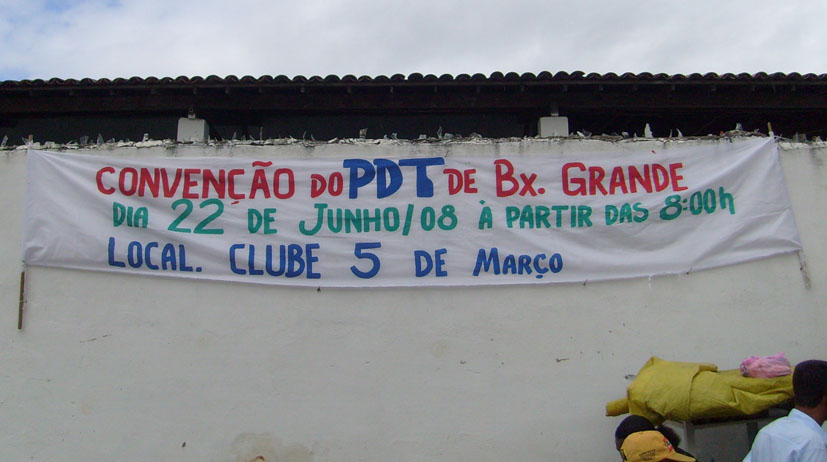 CONVENÇÃO DO PDT DE Bx. GRANDE
DIA 22 DE JUNHO/08 À PARTIR DAS 8:00h
LOCAL. CLUBE 5 DE MARÇO